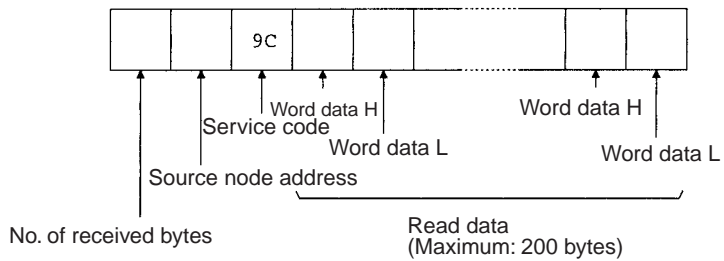 9C
Word data H
Word data H
Service code
Word data L
Word data L
Source node address
Read data
No. of received bytes
(Maximum: 200 bytes)